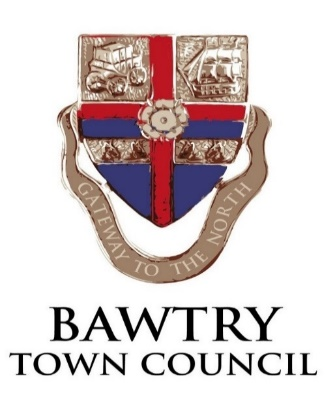 GATEWAY TO THE NORTH
BAWTRY
TOWN COUNCIL